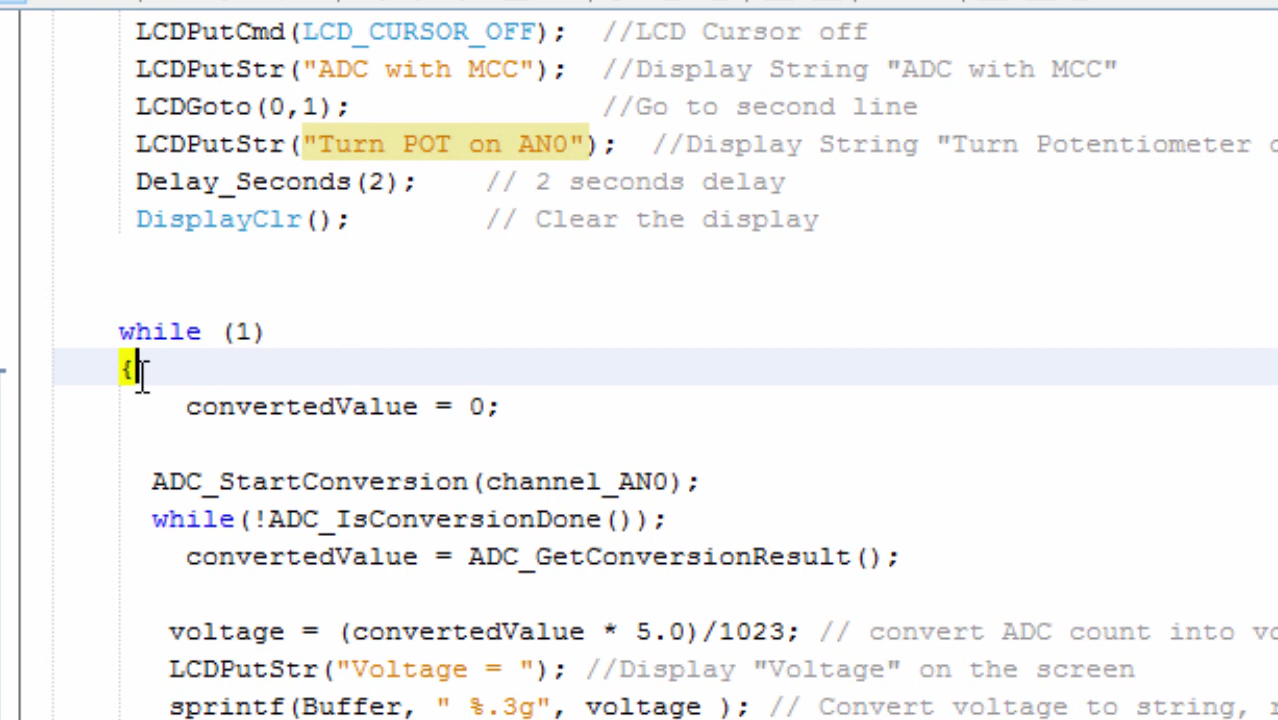 LCDPutCmd(LCD_CURSOR_OFF);  //LCD Cursor off
LCDPutStr("ADC with MCC");  //Display String "ADC with MCC"
LCDGoto(0,1);               //Go to second line
LCDPutStr("Turn POT on AN0");  //Display String "Turn Potentiometer
Delay_Seconds(2);    // 2 seconds delay
DisplayClr();        // Clear the display
while (1)
{
convertedValue = 0;
ADC_StartConversion(channel_AN0);
while(!ADC_IsConversionDone());
convertedValue = ADC_GetConversionResult();
voltage = (convertedValue * 5.0)/1023; // convert ADC count into
LCDPutStr("Voltage = "); //Display "Voltage" on the screen
sprintf(Buffer, " %.3g", voltage ); // Convert voltage to string,